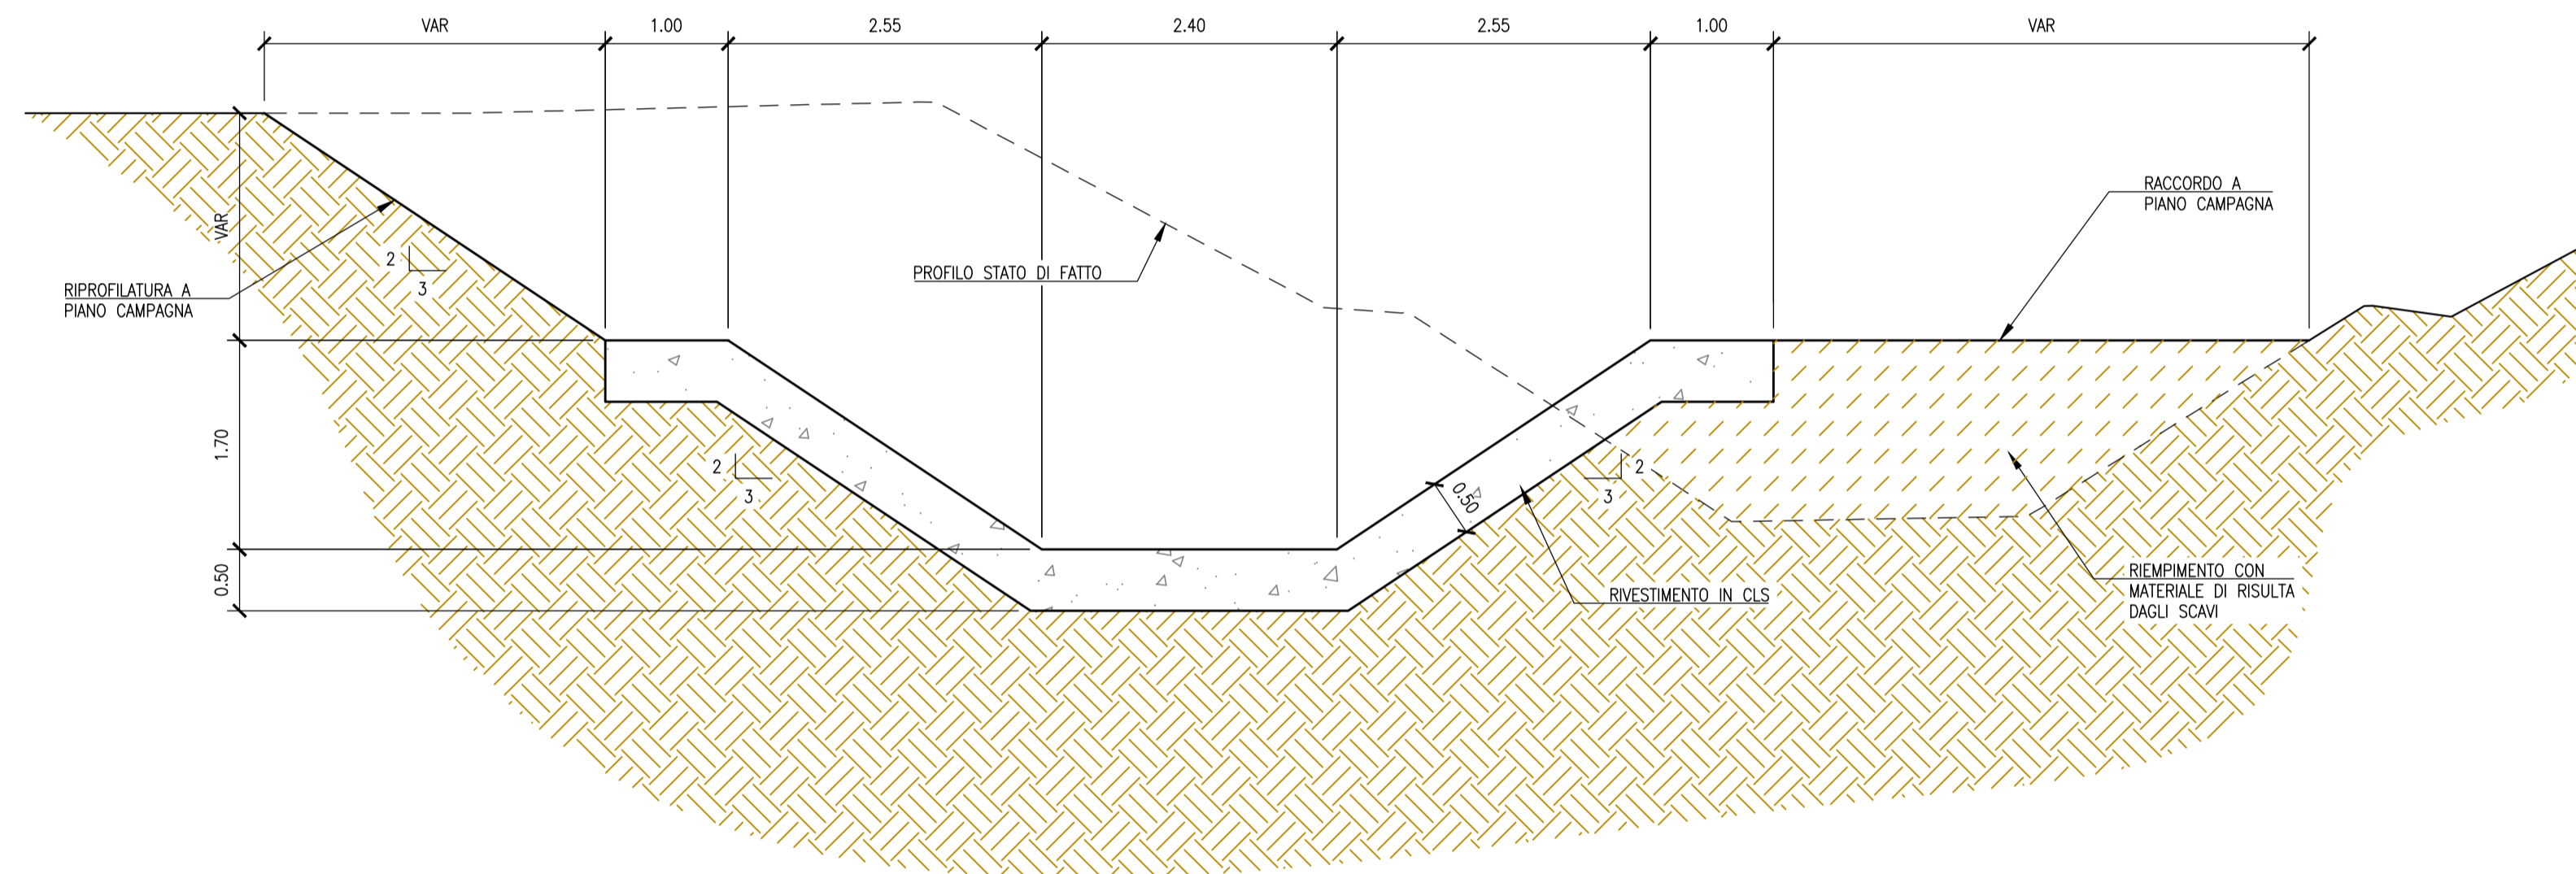 VAR 1.00 2.55 2.40 2.55 1.00 VAR
RACCORDO A
PIANO CAMPAGNA
VAR
2
3
PROFILO STATO DI FATTO
RIPROFILATURA A
PIANO CAMPAGNA
1.70
2
3
0.50
2
3
0.50
RIVESTIMENTO IN CLS
RIEMPIMENTO CON
MATERIALE DI RISULTA
DAGLI SCAVI